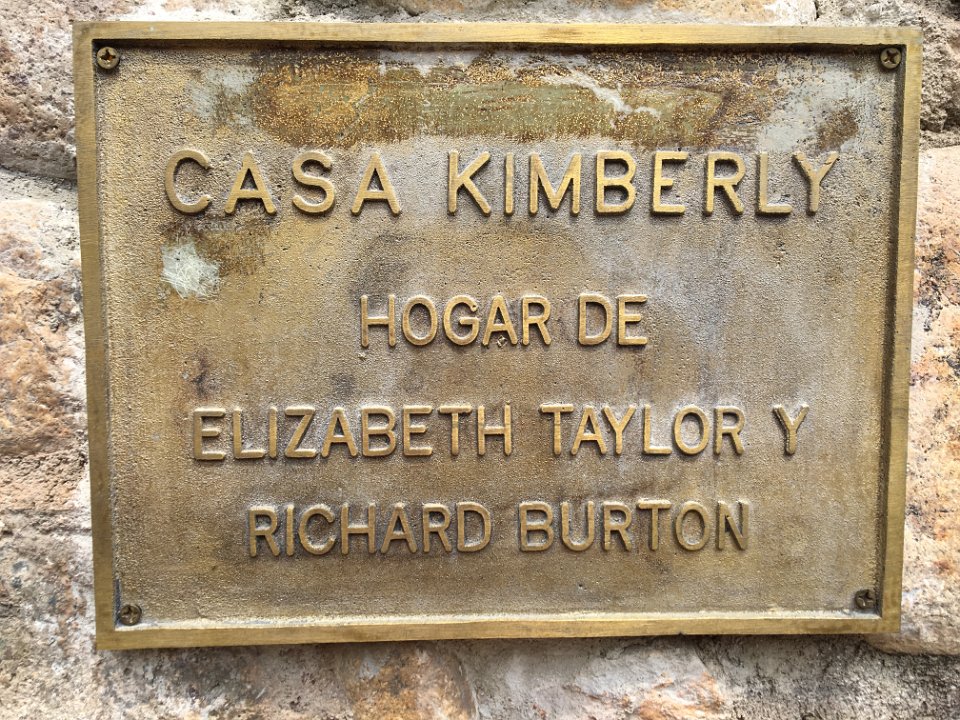 CASA KIMBERLY
HOGAR DE
ELIZABETH TAYLOR Y
RICHARD BURTON